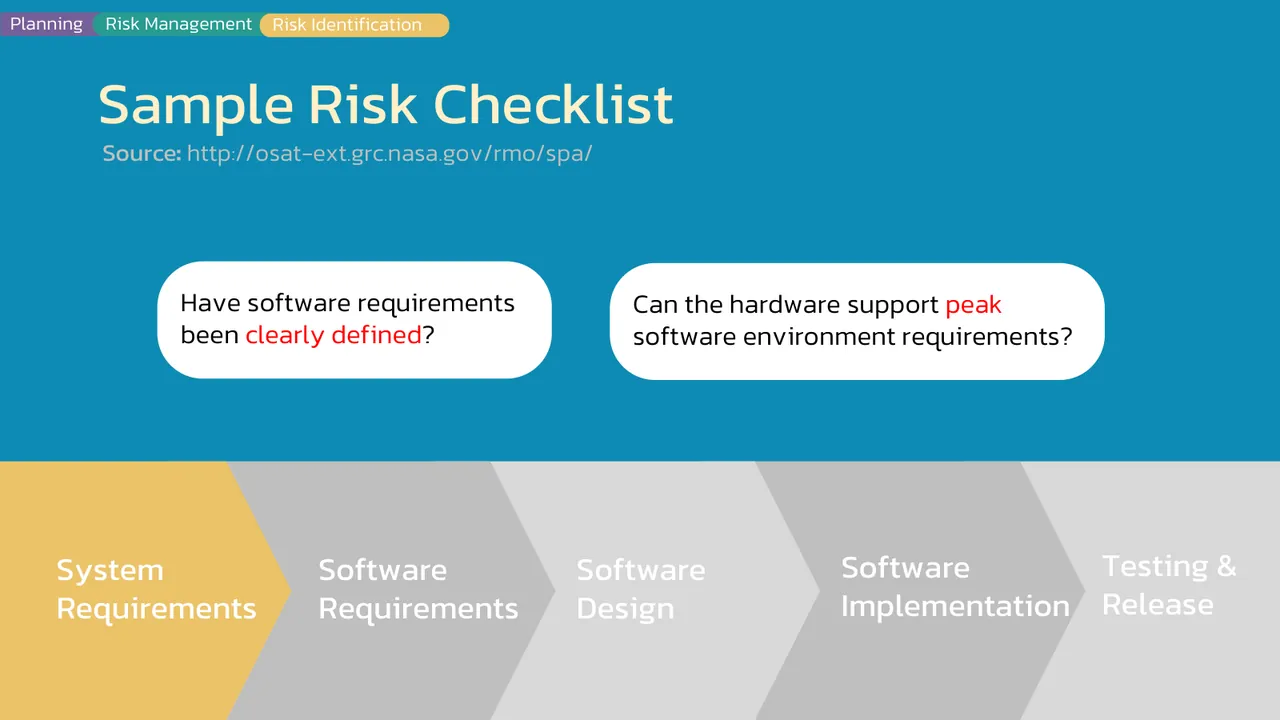 Planning Risk Management Risk Identification
Sample Risk Checklist
Source: http://osat-ext.grc.nasa.gov/rmo/spa/
Have software requirements
been clearly defined?
Can the hardware support peak
software environment requirements?
System
Requirements
Software
Requirements
Software
Design
Software
Implementation
Testing &
Release